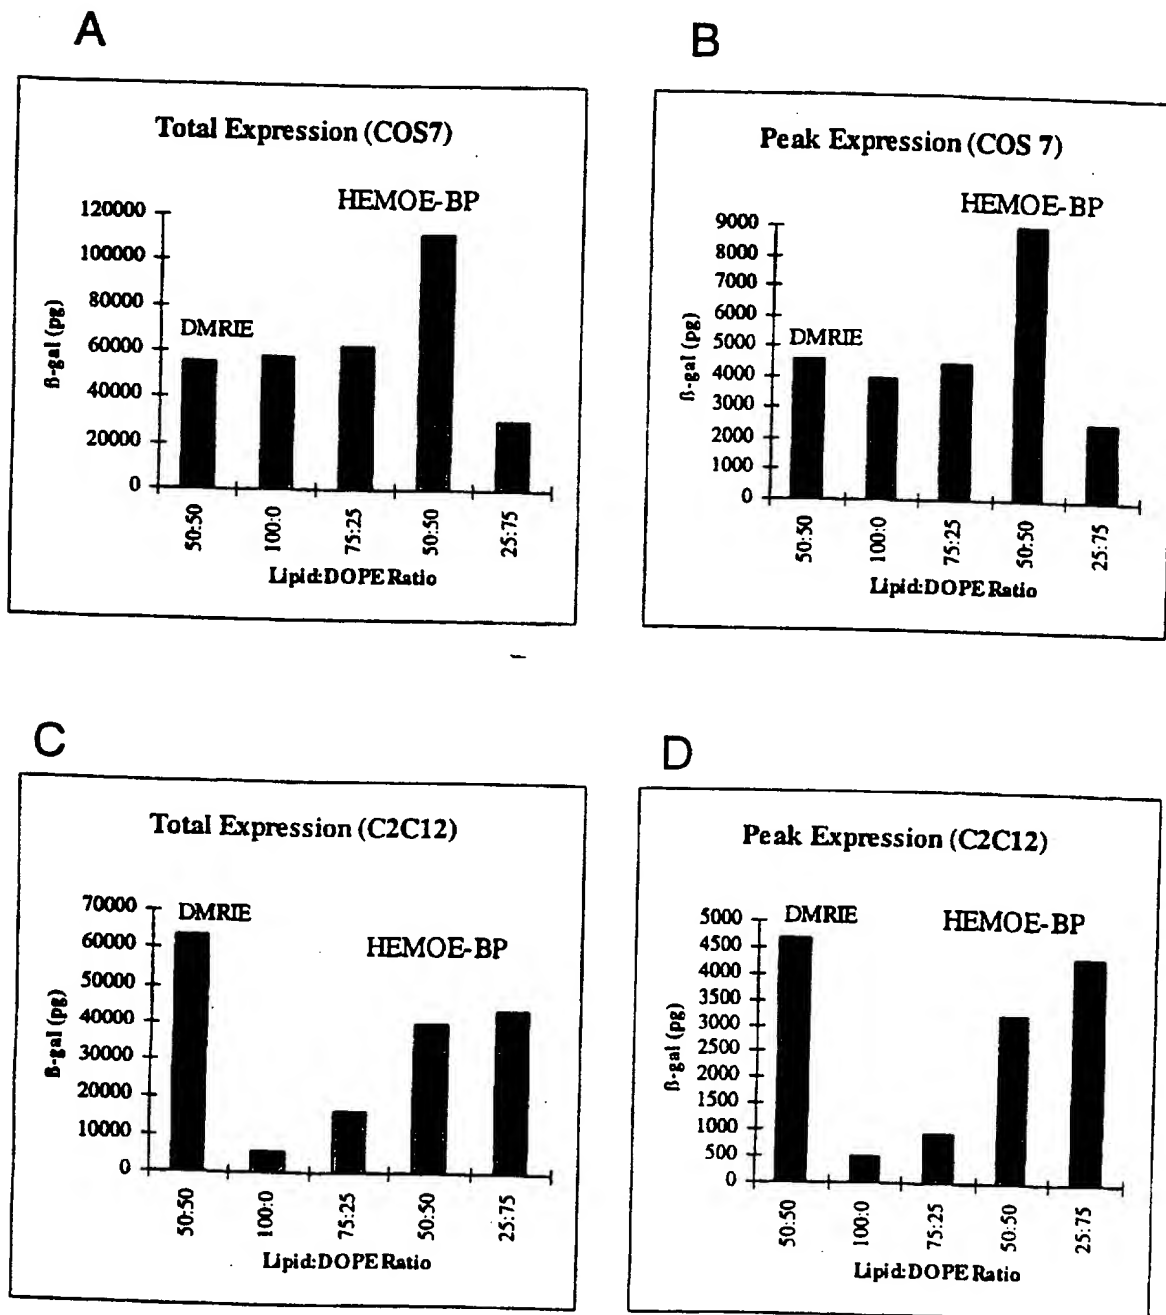 A
Total Expression (COS7)
HEMOE-BP
DMRIE
120000
100000
80000
60000
40000
20000
0
ß-gal (pg)
50:50
100:0
75:25
50:50
25:75
Lipid:DOPE Ratio
B
Peak Expression (COS 7)
HEMOE-BP
DMRIE
9000
8000
7000
6000
5000
4000
3000
2000
1000
0
ß-gal (pg)
50:50
100:0
75:25
50:50
25:75
Lipid:DOPE Ratio
C
Total Expression (C2C12)
DMRIE
HEMOE-BP
70000
60000
50000
40000
30000
20000
10000
0
ß-gal (pg)
50:50
100:0
75:25
50:50
25:75
Lipid:DOPE Ratio
D
Peak Expression (C2C12)
DMRIE
HEMOE-BP
5000
4500
4000
3500
3000
2500
2000
1500
1000
500
0
ß-gal (pg)
50:50
100:0
75:25
50:50
25:75
Lipid:DOPE Ratio